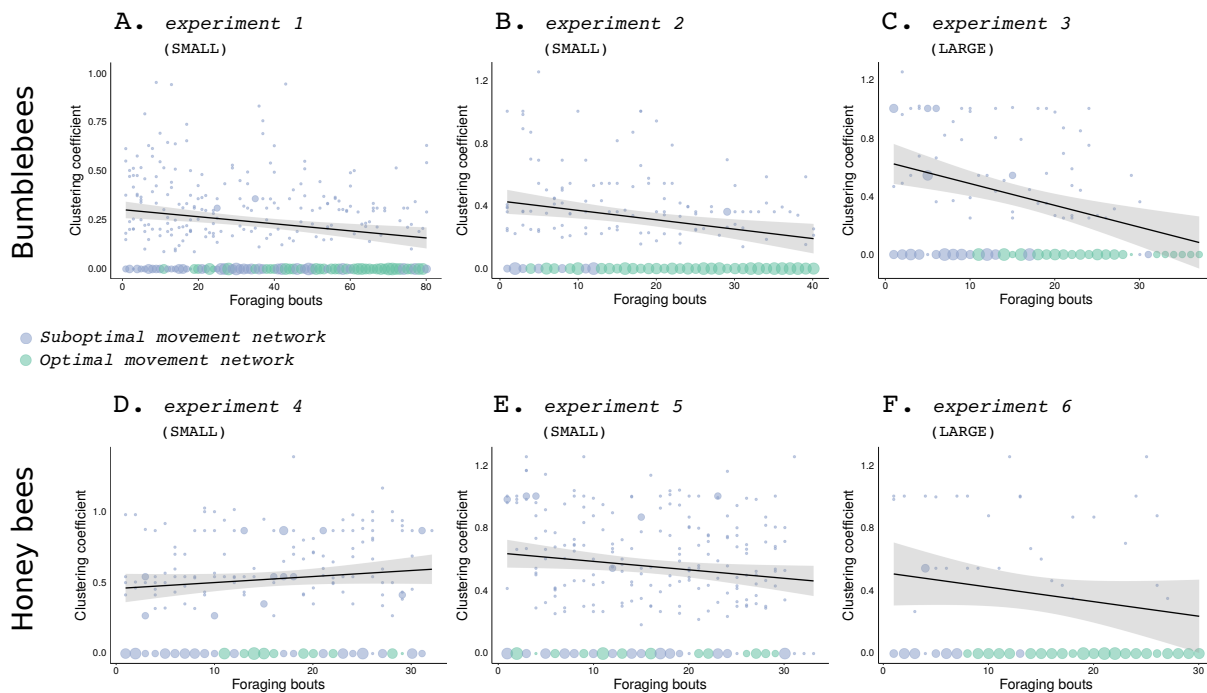 A. experiment 1
(SMALL)
B. experiment 2
(SMALL)
C. experiment 3
(LARGE)
Bumblebees
Clustering coefficient
1.00
0.75
0.50
0.25
0.00
0 20 40 60 80
Foraging bouts
Clustering coefficient
1.2
0.8
0.4
0.0
0 10 20 30 40
Foraging bouts
Clustering coefficient
1.2
0.8
0.4
0.0
0 10 20 30
Foraging bouts
Suboptimal movement network
Optimal movement network
D. experiment 4
(SMALL)
E. experiment 5
(SMALL)
F. experiment 6
(LARGE)
Honey bees
Clustering coefficient
1.0
0.5
0.0
0 10 20 30
Foraging bouts
Clustering coefficient
1.2
0.8
0.4
0.0
0 10 20 30
Foraging bouts
Clustering coefficient
1.2
0.8
0.4
0.0
0 10 20 30
Foraging bouts